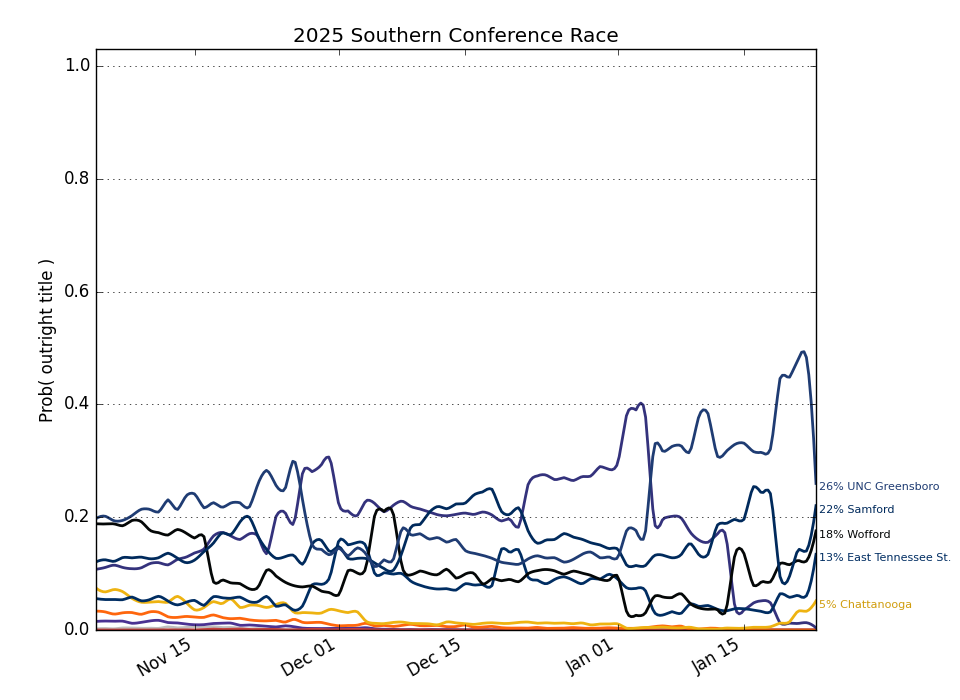 2025 Southern Conference Race
Prob( outright title )
1.0
0.8
0.6
0.4
0.2
0.0
Nov 15
Dec 01
Dec 15
Jan 01
Jan 15
26% UNC Greensboro
22% Samford
18% Wofford
13% East Tennessee St.
5% Chattanooga